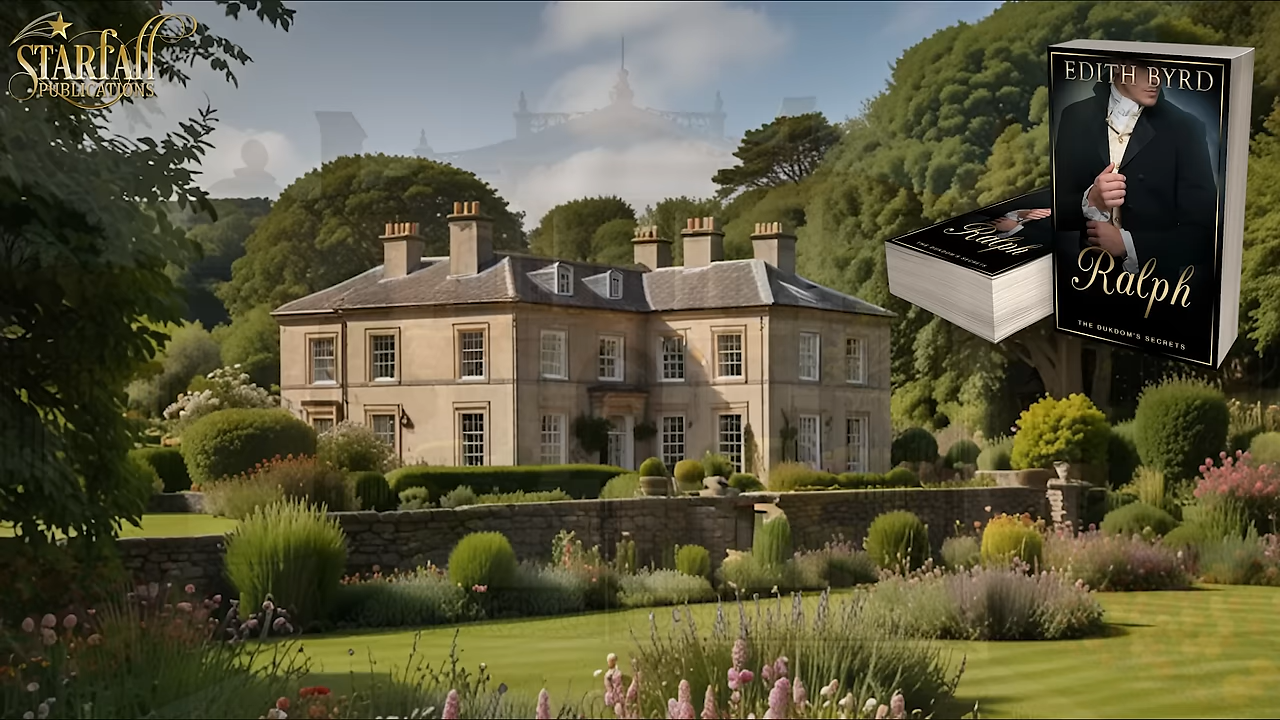 STARfall
PUBLICATIONS
EDITH BYRD
Ralph
THE DUKDOM'S SECRETS
Ralph
THE DUKDOM'S SECRETS